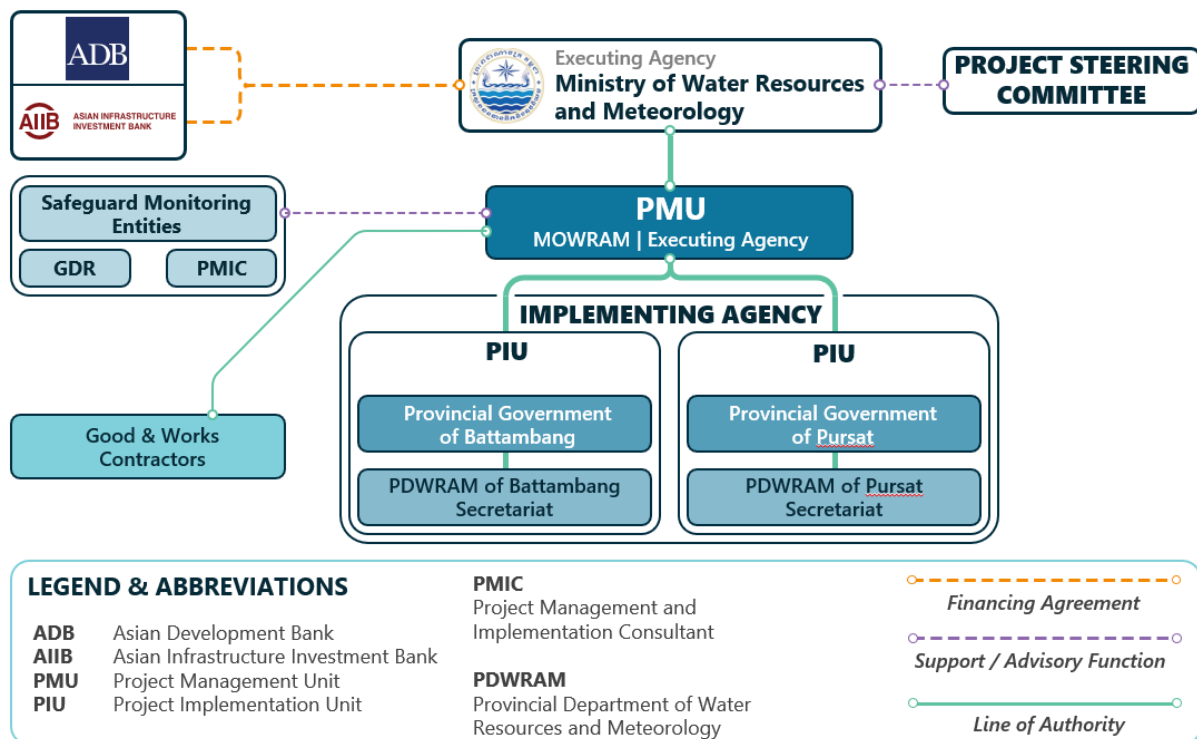 ADB
AIIB
ASIAN INFRASTRUCTURE
INVESTMENT BANK
Executing Agency
Ministry of Water Resources
and Meteorology
PROJECT STEERING
COMMITTEE
Safeguard Monitoring
Entities
GDR
PMIC
PMU
MOWRAM | Executing Agency
IMPLEMENTING AGENCY
PIU
Provincial Government
of Battambang
PDWRAM of Battambang
Secretariat
PIU
Provincial Government
of Pursat
PDWRAM of Pursat
Secretariat
Good & Works
Contractors
LEGEND & ABBREVIATIONS
ADB Asian Development Bank
AIIB Asian Infrastructure Investment Bank
PMU Project Management Unit
PIU Project Implementation Unit
PMIC
Project Management and
Implementation Consultant
PDWRAM
Provincial Department of Water
Resources and Meteorology
Financing Agreement
Support / Advisory Function
Line of Authority